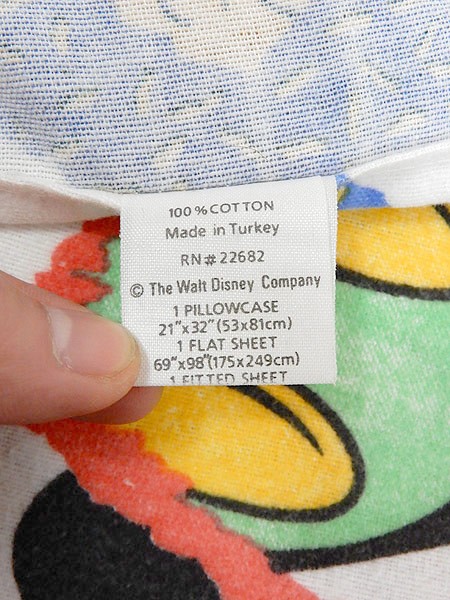 100% COTTON
Made in Turkey
RN# 22682
© The Walt Disney Company
1 PILLOWCASE
21"x32"(53x81cm)
1 FLAT SHEET
69"x98"(175x249cm)
1 FITTED SHEET